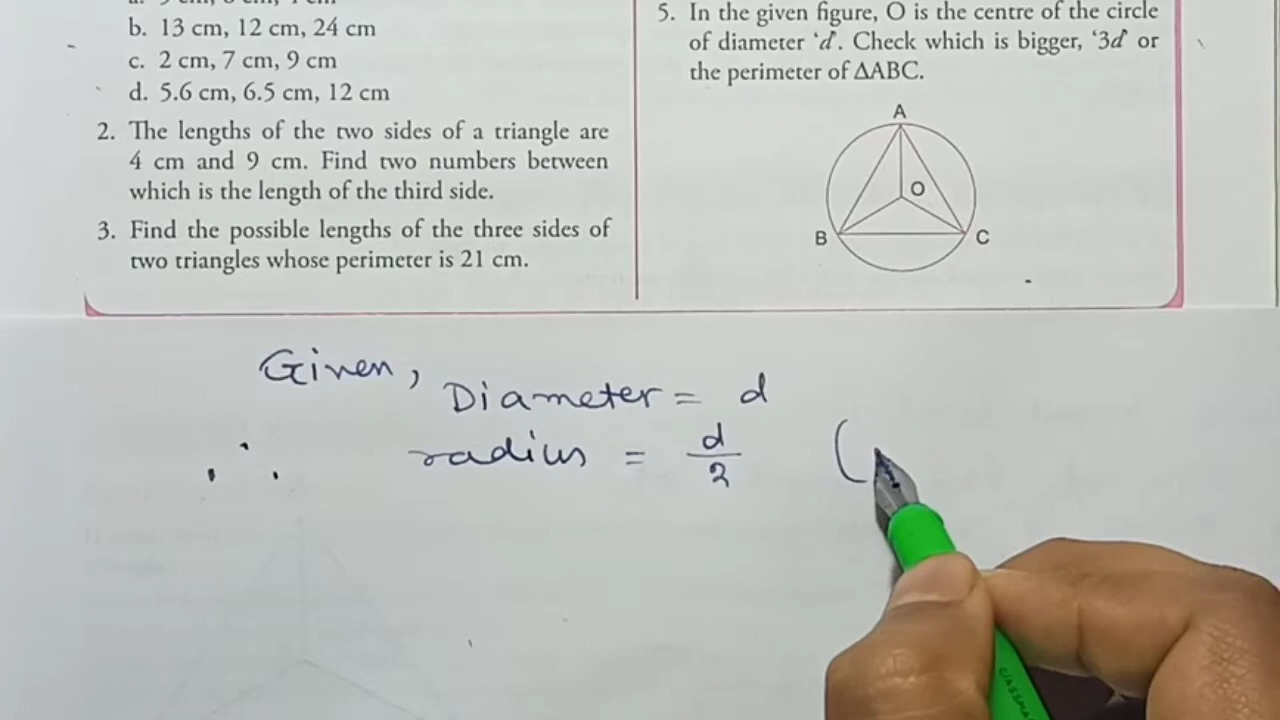 b. 13 cm, 12 cm, 24 cm
c. 2 cm, 7 cm, 9 cm
d. 5.6 cm, 6.5 cm, 12 cm
2. The lengths of the two sides of a triangle are
4 cm and 9 cm. Find two numbers between
which is the length of the third side.
3. Find the possible lengths of the three sides of
two triangles whose perimeter is 21 cm.
5. In the given figure, O is the centre of the circle
of diameter ‘d’. Check which is bigger, ‘3d’ or
the perimeter of ΔABC.
A
O
B
C
Given,
Diameter = d
∴ radius = d/2 (